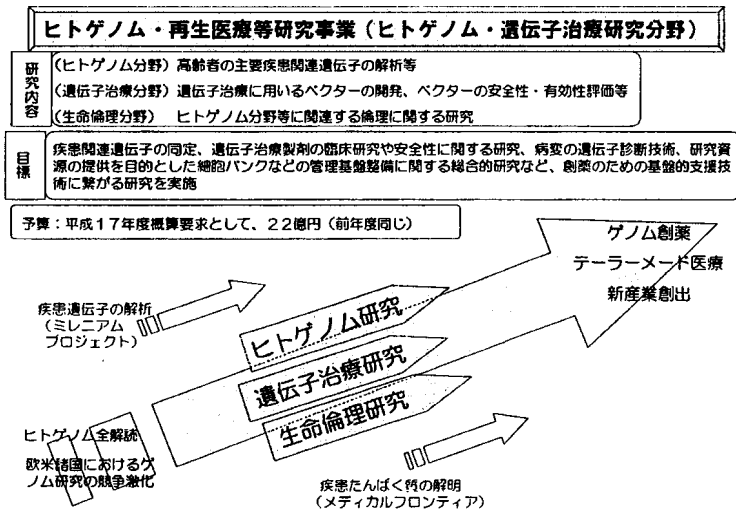 ヒトゲノム・再生医療等研究事業（ヒトゲノム・遺伝子治療研究分野）
研究内容
（ヒトゲノム分野）高齢者の主要疾患関連遺伝子の解析等
（遺伝子治療分野）遺伝子治療に用いるベクターの開発、ベクターの安全性・有効性評価等
（生命倫理分野）　ヒトゲノム分野等に関連する倫理に関する研究
目標
疾患関連遺伝子の同定、遺伝子治療製剤の臨床研究や安全性に関する研究、病変の遺伝子診断技術、研究資
源の提供を目的とした細胞バンクなどの管理基盤整備に関する総合的研究など、創薬のための基盤的支援技
術に繋がる研究を実施
予算：平成１７年度概算要求として、２２億円（前年度同じ）
ゲノム創薬
テーラーメード医療
新産業創出
疾患遺伝子の解析
（ミレニアム
プロジェクト）
ヒトゲノム研究
遺伝子治療研究
生命倫理研究
ヒトゲノム全解読
欧米諸国におけるゲ
ノム研究の競争激化
疾患たんぱく質の解明
（メディカルフロンティア）